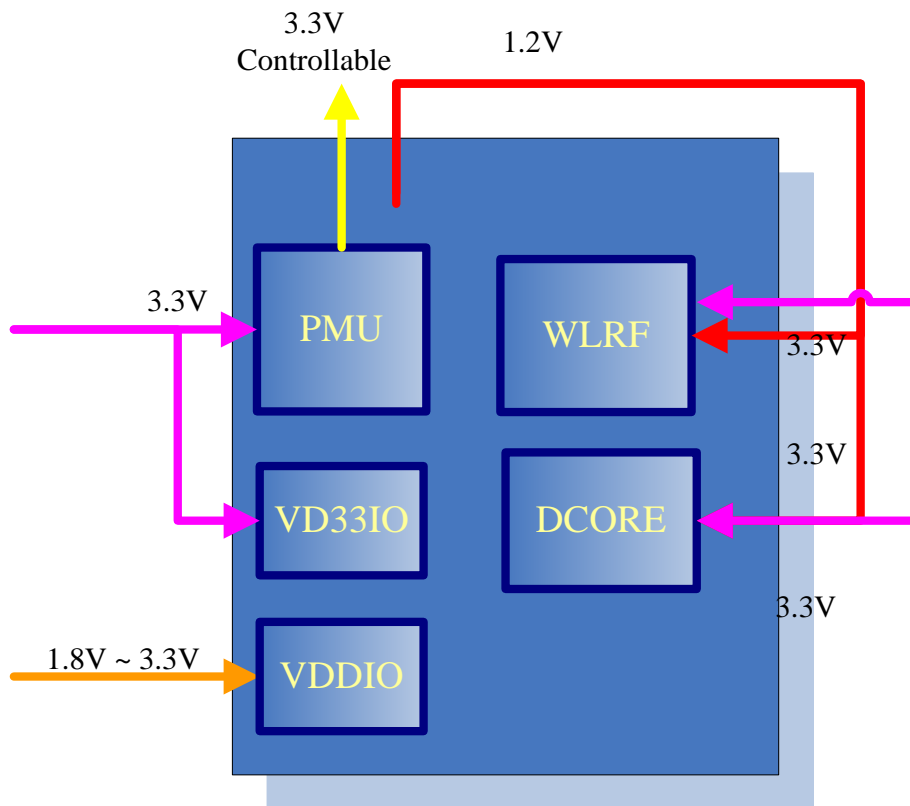 3.3V
Controllable
1.2V
3.3V
PMU
WLRF
3.3V
3.3V
VD33IO
DCORE
3.3V
1.8V ~ 3.3V
VDDIO